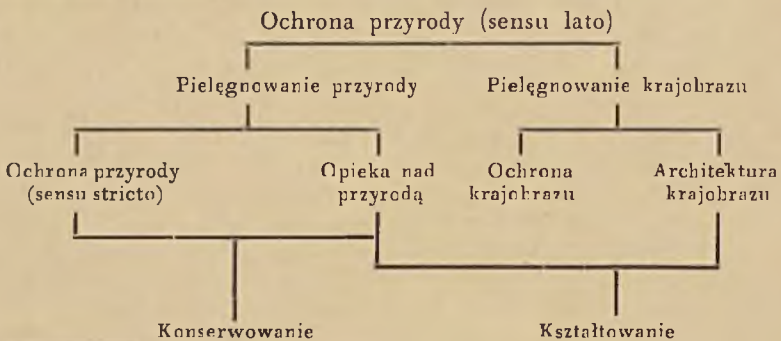 Ochrona przyrody (sensu lato)
Pielęgnowanie przyrody
Pielęgnowanie krajobrazu
Ochrona przyrody
(sensu stricto)
Opieka nad
przyrodą
Ochrona
krajobrazu
Architektura
krajobrazu
Konserwowanie
Kształtowanie